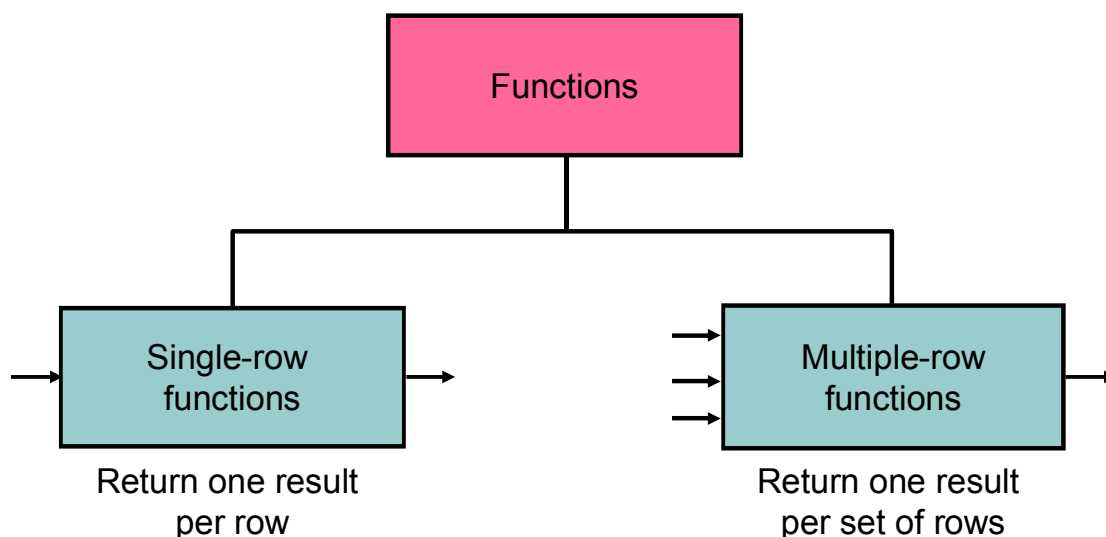 Functions
Single-row
functions
Return one result
per row
Multiple-row
functions
Return one result
per set of rows